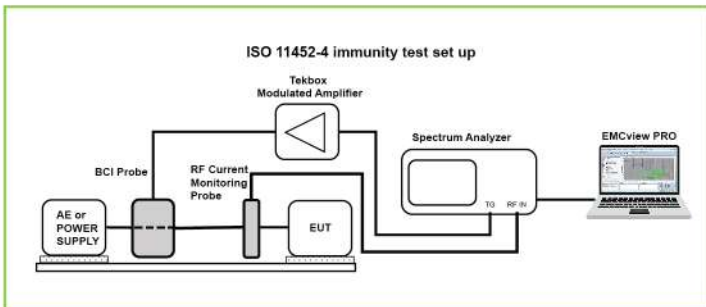 ISO 11452-4 immunity test set up
Tekbox
Modulated Amplifier
Spectrum Analyzer
EMCview PRO
BCI Probe
RF Current
Monitoring
Probe
TG
RF IN
AE or
POWER
SUPPLY
EUT